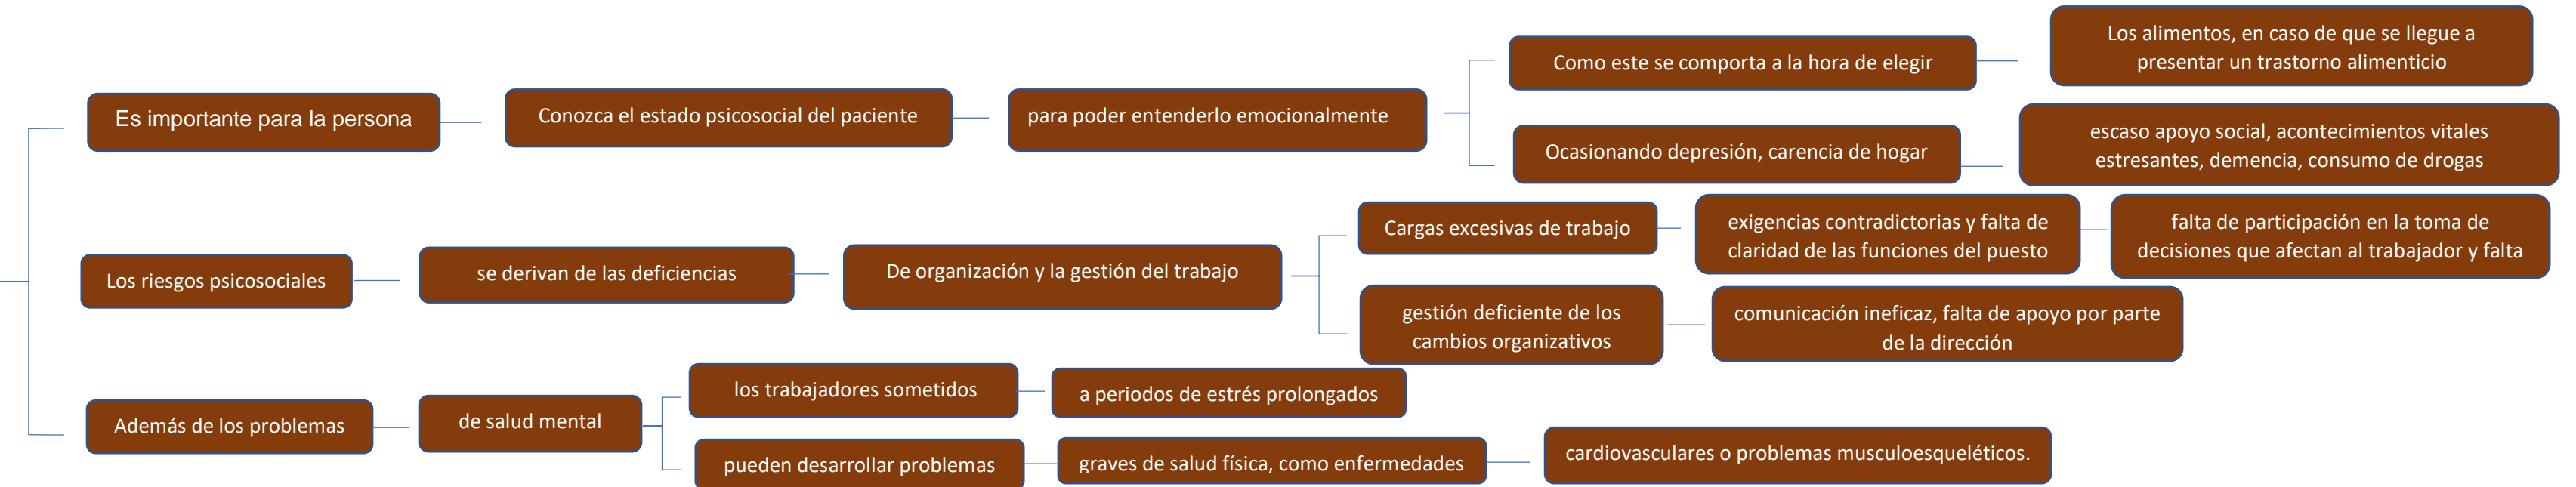 Es importante para la persona
Conozca el estado psicosocial del paciente
para poder entenderlo emocionalmente
Como este se comporta a la hora de elegir
Los alimentos, en caso de que se llegue a
presentar un trastorno alimenticio
Ocasionando depresión, carencia de hogar
escaso apoyo social, acontecimientos vitales
estresantes, demencia, consumo de drogas
Los riesgos psicosociales
se derivan de las deficiencias
De organización y la gestión del trabajo
Cargas excesivas de trabajo
exigencias contradictorias y falta de
claridad de las funciones del puesto
falta de participación en la toma de
decisiones que afectan al trabajador y falta
gestión deficiente de los
cambios organizativos
comunicación ineficaz, falta de apoyo por parte
de la dirección
Además de los problemas
de salud mental
los trabajadores sometidos
a periodos de estrés prolongados
pueden desarrollar problemas
graves de salud física, como enfermedades
cardiovasculares o problemas musculoesqueléticos.